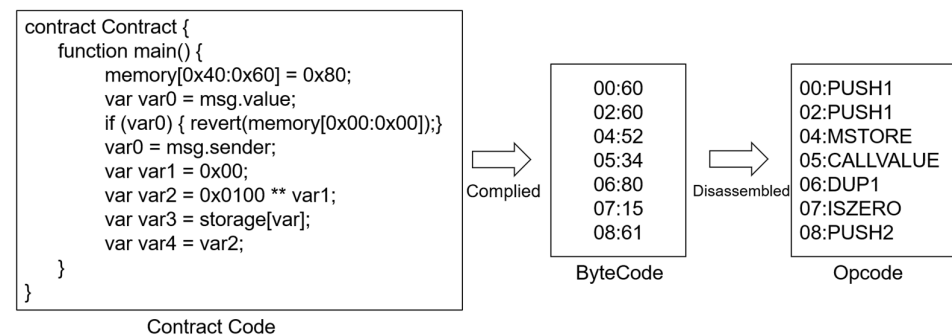 contract Contract {
function main() {
memory[0x40:0x60] = 0x80;
var var0 = msg.value;
if (var0) { revert(memory[0x00:0x00]);}
var0 = msg.sender;
var var1 = 0x00;
var var2 = 0x0100 ** var1;
var var3 = storage[var];
var var4 = var2;
}
}
Contract Code
Complied
00:60
02:60
04:52
05:34
06:80
07:15
08:61
ByteCode
Disassembled
00:PUSH1
02:PUSH1
04:MSTORE
05:CALLVALUE
06:DUP1
07:ISZERO
08:PUSH2
Opcode